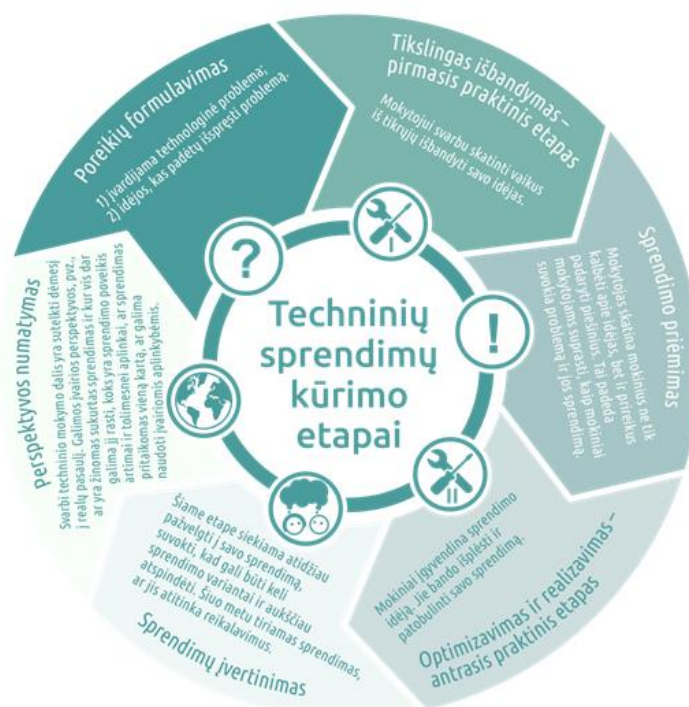 Techninių
sprendimų
kūrimo
etapai
?
Poreikių formulavimas
1) įvardijama technologinė problema;
2) idėjos, kas padėtų išspręsti problemą.
Tikslingas išbandymas –
pirmasis praktinis etapas
Mokytojui svarbu skatinti vaikus
iš tikrųjų išbandyti savo idėjas.
!
Sprendimo priėmimas
Mokytojas skatina mokinius ne tik
kalbėti apie idėjas, bet ir prireikus
padaryti piešinius. Tai padeda
mokytojams suprasti, kaip mokiniai
suvokia problemą ir jos sprendimą.
Mokiniai įgyvendina sprendimo
idėją. Jie bando išplėsti ir
patobulinti savo sprendimą.
Optimizavimas ir realizavimas –
antrasis praktinis etapas
Šiame etape siekiama atidžiau
pažvelgti į savo sprendimą,
suvokti, kad gali būti keli
sprendimo variantai ir aukščiau
atspindėti. Šiuo metu tiriamas sprendimas,
ar jis atitinka reikalavimus.
Sprendimų įvertinimas
Perspektyvos numatymas
Svarbi techninio mokymo dalis yra suteikti dėmesį
į realų pasaulį. Galimos įvairios perspektyvos, pvz.,
ar yra žinomas sukurtas sprendimas ir kur vis dar
galima jį rasti, koks yra sprendimo poveikis
artimai ir tolimesnei aplinkai, ar sprendimas
pritaikomas vieną kartą, ar galima
naudoti įvairiomis aplinkybėmis.